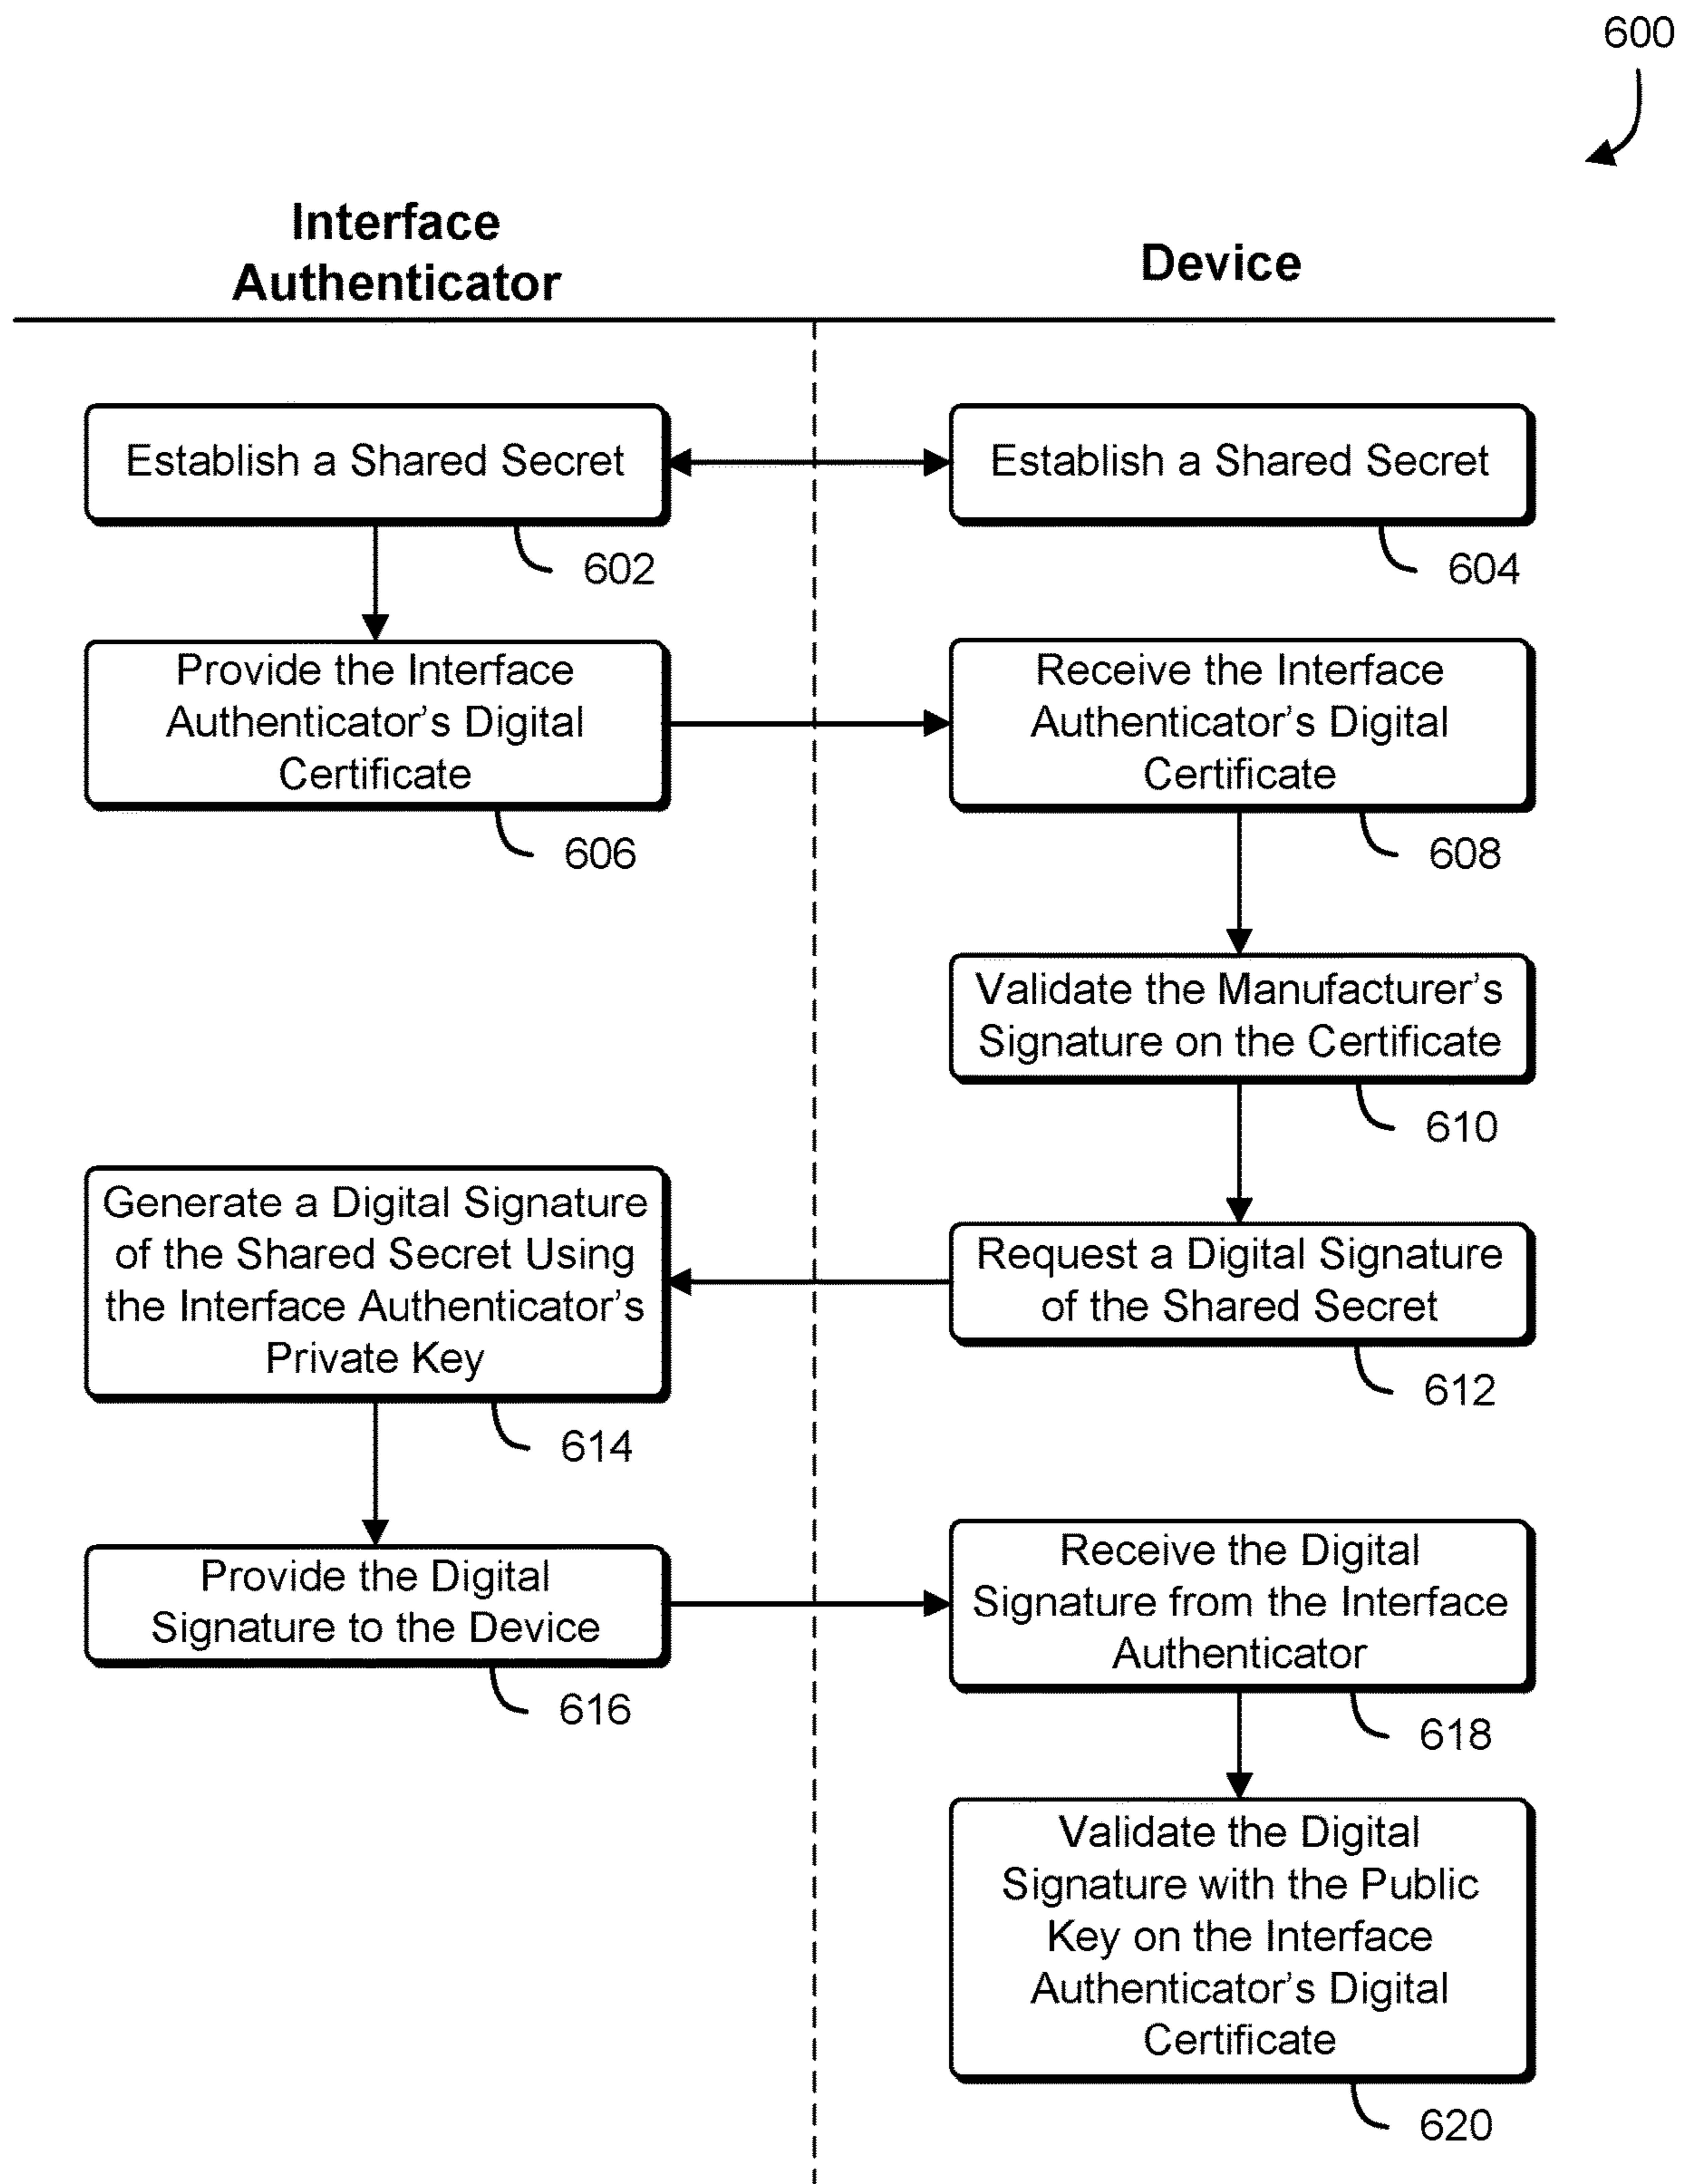 600
Interface
Authenticator
Device
Establish a Shared Secret
602
Establish a Shared Secret
604
Provide the Interface
Authenticator's Digital
Certificate
606
Receive the Interface
Authenticator's Digital
Certificate
608
Validate the Manufacturer's
Signature on the Certificate
610
Request a Digital Signature
of the Shared Secret
612
Generate a Digital Signature
of the Shared Secret Using
the Interface Authenticator's
Private Key
614
Provide the Digital
Signature to the Device
616
Receive the Digital
Signature from the Interface
Authenticator
618
Validate the Digital
Signature with the Public
Key on the Interface
Authenticator's Digital
Certificate
620